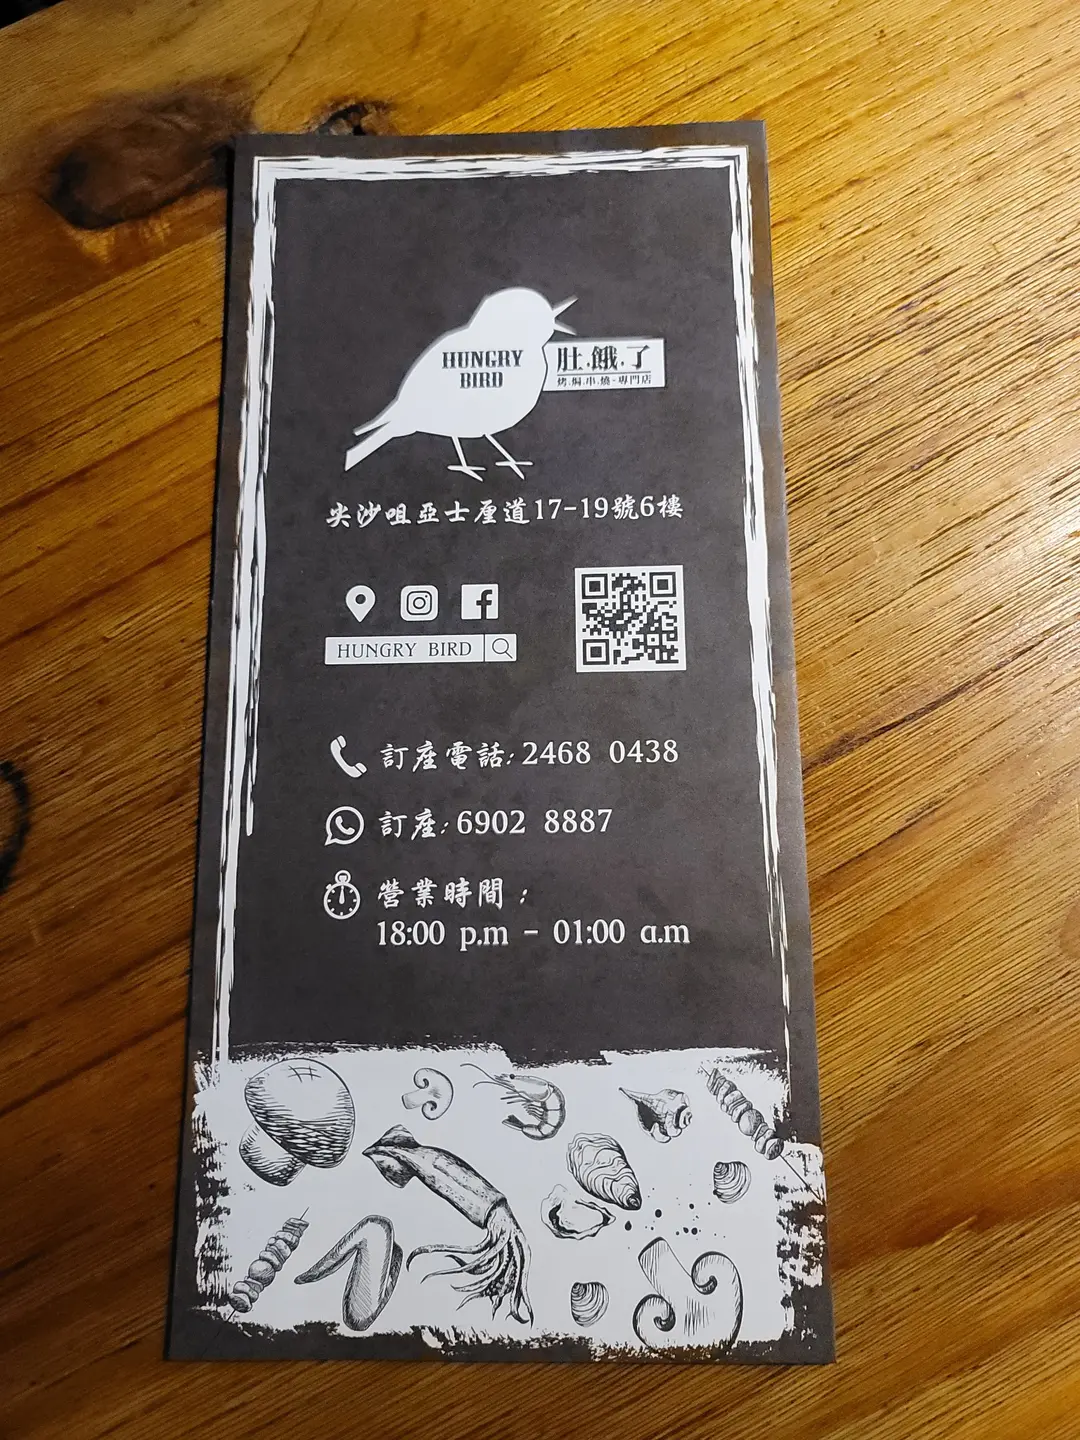 HUNGRY
BIRD
肚.餓.了
烤.焗.串.燒-專門店
尖沙咀亞士厘道17-19號6樓
HUNGRY BIRD
訂座電話:2468 0438
訂座:6902 8887
營業時間：
18:00 p.m - 01:00 a.m